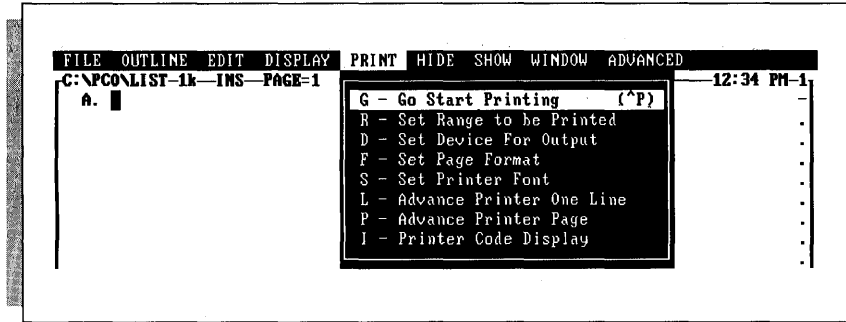 FILE OUTLINE EDIT DISPLAY PRINT HIDE SHOW WINDOW ADVANCED
C:\PCO\LIST—1k—INS—PAGE=1 12:34 PM—1
A.
G - Go Start Printing (^P)
R - Set Range to be Printed
D - Set Device For Output
F - Set Page Format
S - Set Printer Font
L - Advance Printer One Line
P - Advance Printer Page
I - Printer Code Display